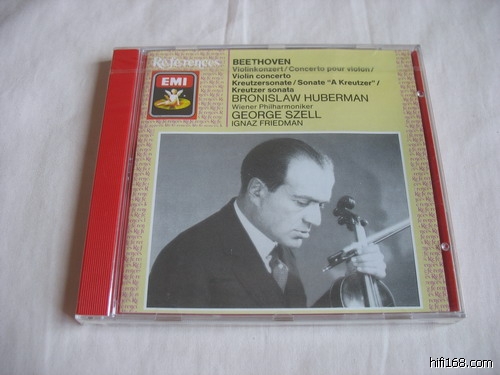 Références
EMI
BEETHOVEN
Violinkonzert/Concerto pour violon/
Violin concerto
Kreutzersonate/Sonate "A Kreutzer"/
Kreutzer sonata
BRONISLAW HUBERMAN
Wiener Philharmoniker
GEORGE SZELL
IGNAZ FRIEDMAN
hifi168.com